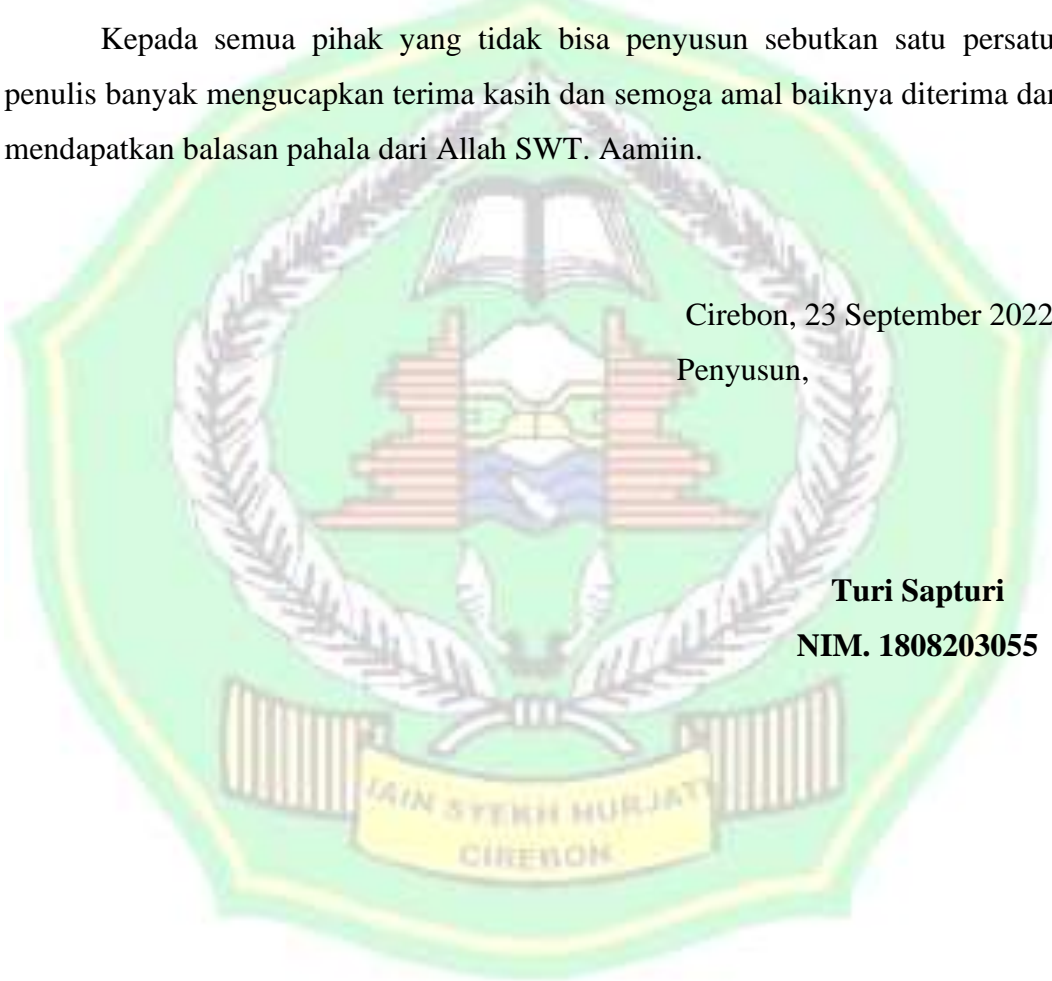 Kepada semua pihak yang tidak bisa penyusun sebutkan satu persatu
penulis banyak mengucapkan terima kasih dan semoga amal baiknya diterima dan
mendapatkan balasan pahala dari Allah SWT. Aamiin.
Cirebon, 23 September 2022
Penyusun,
Turi Sapturi
NIM. 1808203055
IAIN SYEKH NURJATI
CIREBON